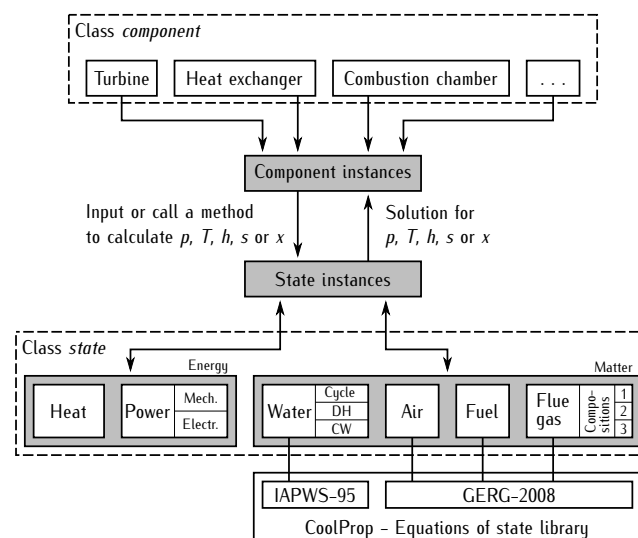 Class component
Turbine
Heat exchanger
Combustion chamber
. . .
Component instances
Input or call a method
to calculate p, T, h, s or x
Solution for
p, T, h, s or x
State instances
Class state
Energy
Matter
Heat
Power
Mech.
Electr.
Water
Cycle
DH
CW
Air
Fuel
Flue
gas
Compo-
sitions
1
2
3
IAPWS-95
GERG-2008
CoolProp – Equations of state library